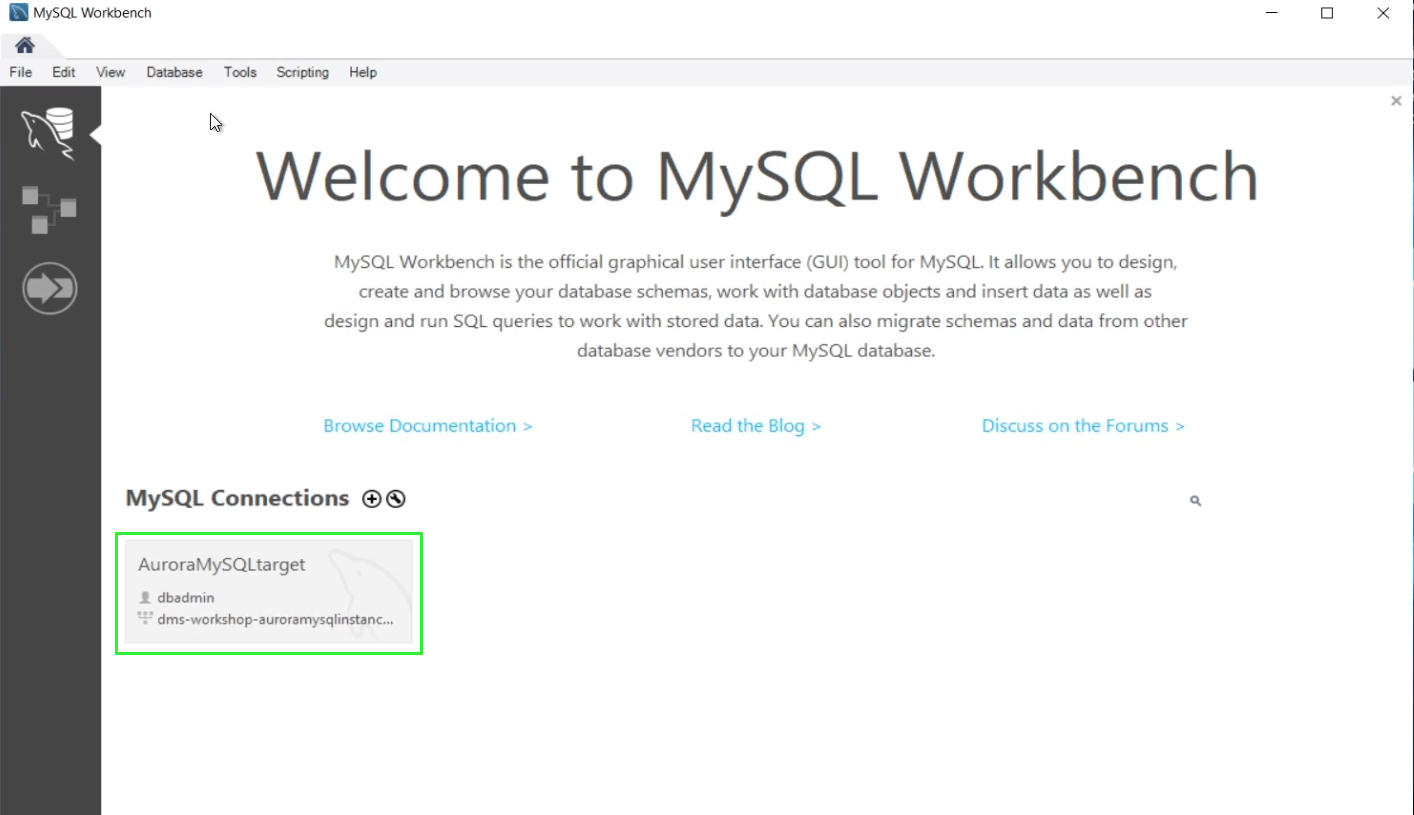 MySQL Workbench
File Edit View Database Tools Scripting Help
Welcome to MySQL Workbench
MySQL Workbench is the official graphical user interface (GUI) tool for MySQL. It allows you to design,
create and browse your database schemas, work with database objects and insert data as well as
design and run SQL queries to work with stored data. You can also migrate schemas and data from other
database vendors to your MySQL database.
Browse Documentation > Read the Blog > Discuss on the Forums >
MySQL Connections
AuroraMySQLtarget
dbadmin
dms-workshop-auroramysqlinstanc...